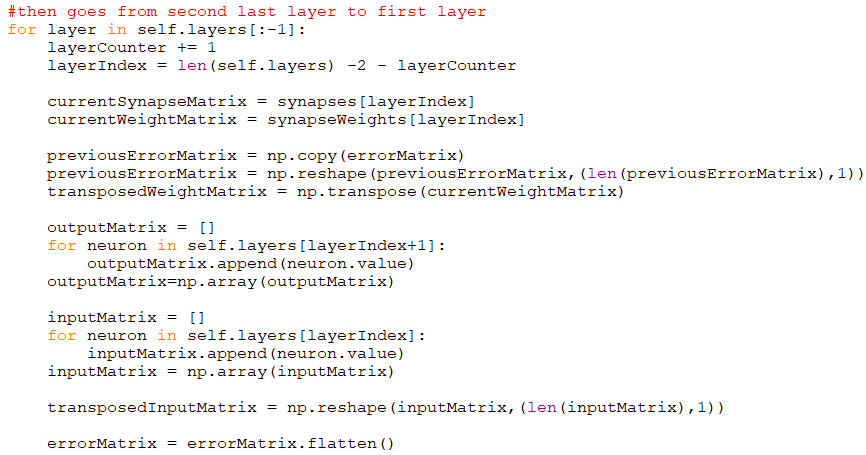 #then goes from second last layer to first layer
for layer in self.layers[:-1]:
    layerCounter += 1
    layerIndex = len(self.layers) -2 - layerCounter

    currentSynapseMatrix = synapses[layerIndex]
    currentWeightMatrix = synapseWeights[layerIndex]

    previousErrorMatrix = np.copy(errorMatrix)
    previousErrorMatrix = np.reshape(previousErrorMatrix,(len(previousErrorMatrix),1))
    transposedWeightMatrix = np.transpose(currentWeightMatrix)

    outputMatrix = []
    for neuron in self.layers[layerIndex+1]:
        outputMatrix.append(neuron.value)
    outputMatrix=np.array(outputMatrix)

    inputMatrix = []
    for neuron in self.layers[layerIndex]:
        inputMatrix.append(neuron.value)
    inputMatrix = np.array(inputMatrix)

    transposedInputMatrix = np.reshape(inputMatrix,(len(inputMatrix),1))

    errorMatrix = errorMatrix.flatten()